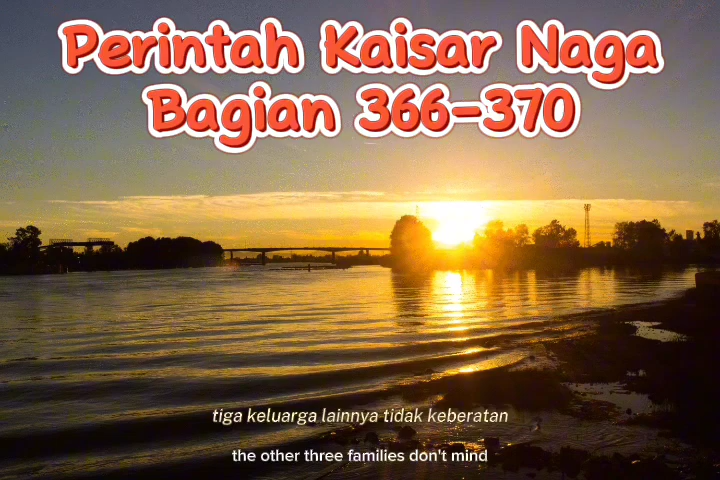 Perintah Kaisar Naga
Bagian 366-370
tiga keluarga lainnya tidak keberatan
the other three families don't mind